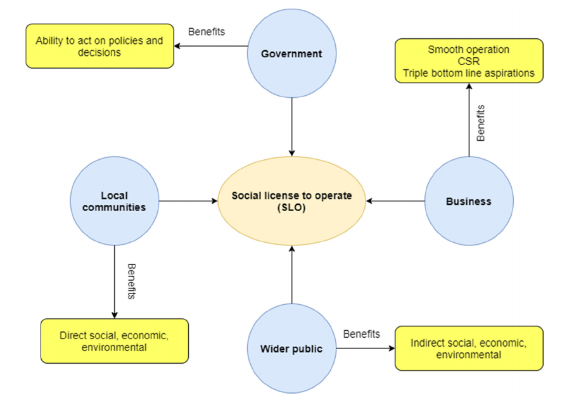 Ability to act on policies and
decisions
Benefits
Government
Smooth operation
CSR
Triple bottom line aspirations
Benefits
Local
communities
Social license to operate
(SLO)
Business
Benefits
Direct social, economic,
environmental
Wider public
Benefits
Indirect social, economic,
environmental